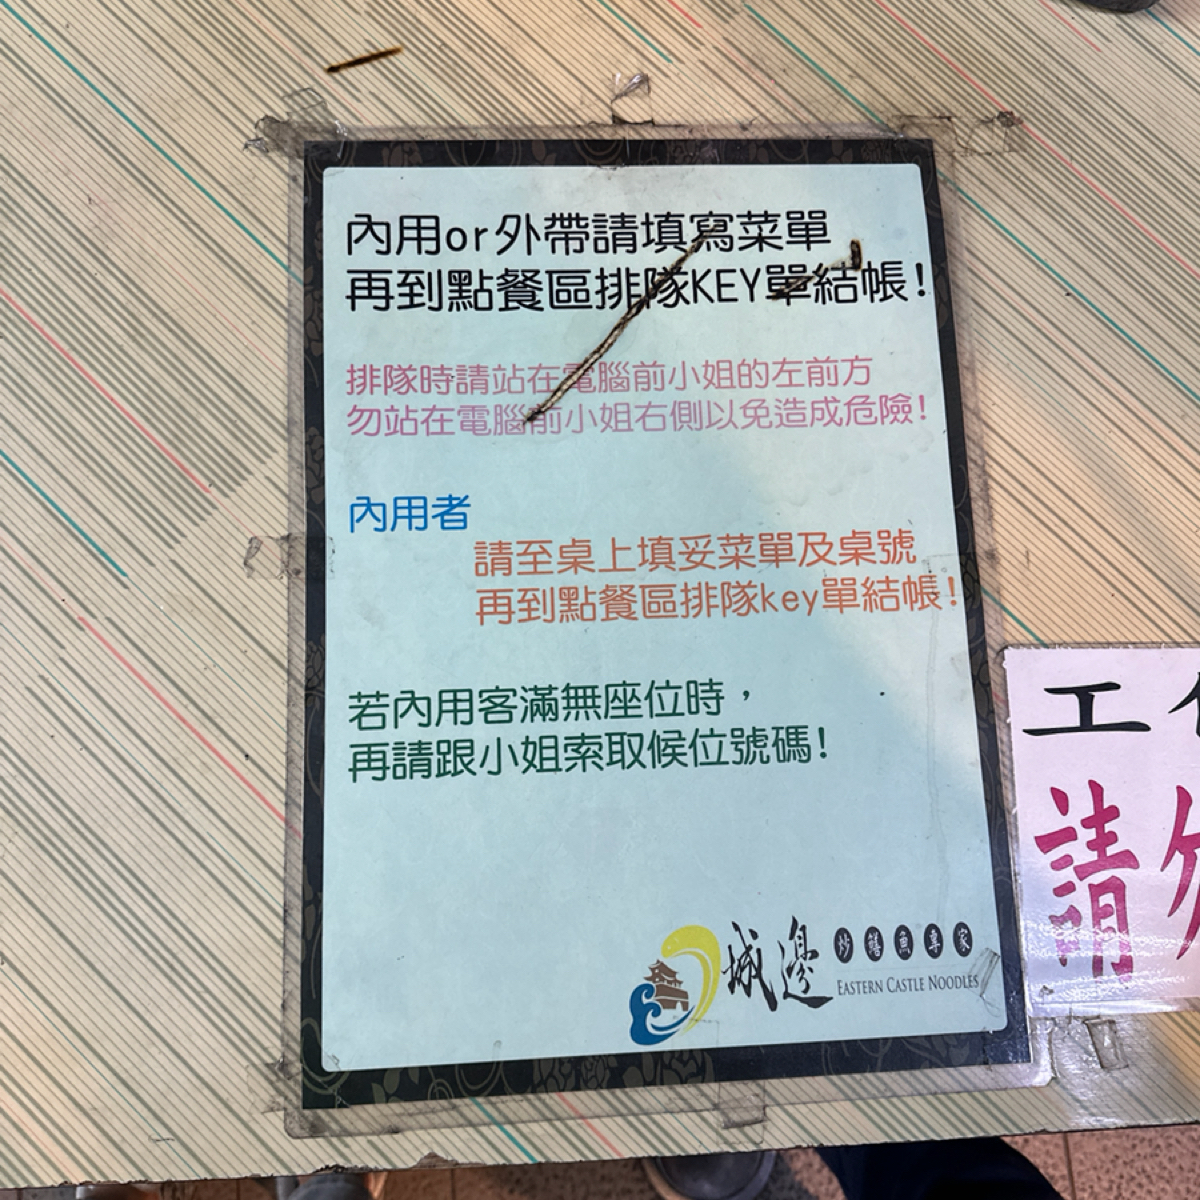 內用or外帶請填寫菜單
再到點餐區排隊KEY單結帳!
排隊時請站在電腦前小姐的左前方
勿站在電腦前小姐右側以免造成危險!
內用者
請至桌上填妥菜單及桌號
再到點餐區排隊key單結帳!
若內用客滿無座位時,
再請跟小姐索取候位號碼!
城邊 炒鱔魚專家
EASTERN CASTLE NOODLES
工
請勿